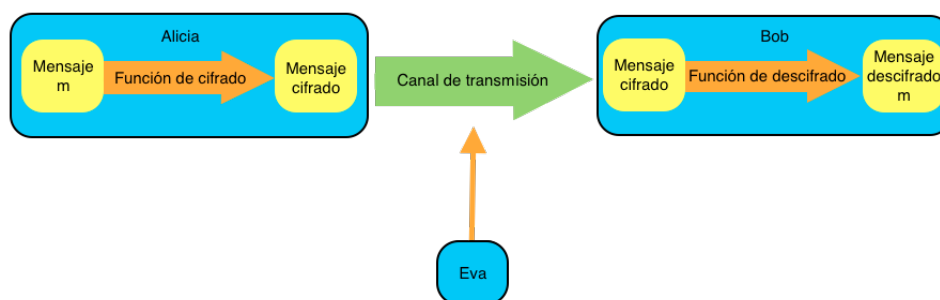 Alicia
Mensaje
m
Función de cifrado
Mensaje
cifrado
Canal de transmisión
Bob
Mensaje
cifrado
Función de descifrado
Mensaje
descifrado
m
Eva